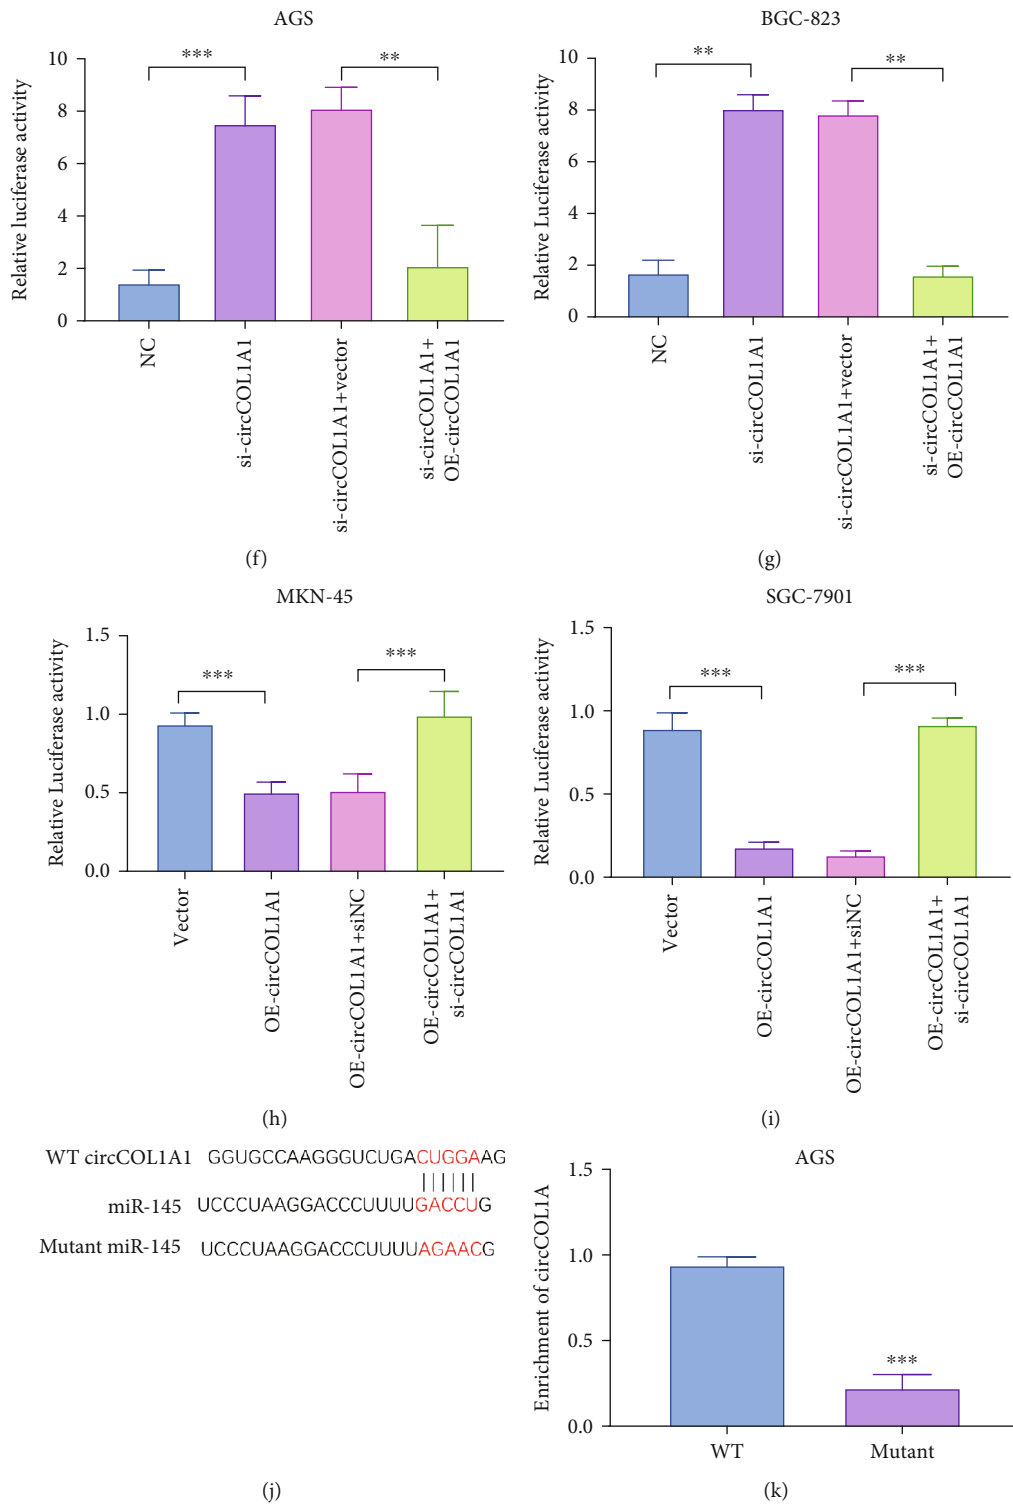 AGS
Relative luciferase activity
10
8
6
4
2
0
***
**
NC
si-circCOL1A1
si-circCOL1A1+vector
si-circCOL1A1+
OE-circCOL1A1
(f)
BGC-823
Relative Luciferase activity
10
8
6
4
2
0
**
**
NC
si-circCOL1A1
si-circCOL1A1+vector
si-circCOL1A1+
OE-circCOL1A1
(g)
MKN-45
Relative Luciferase activity
1.5
1.0
0.5
0.0
***
***
Vector
OE-circCOL1A1
OE-circCOL1A1+siNC
OE-circCOL1A1+
si-circCOL1A1
(h)
SGC-7901
Relative Luciferase activity
1.5
1.0
0.5
0.0
***
***
Vector
OE-circCOL1A1
OE-circCOL1A1+siNC
OE-circCOL1A1+
si-circCOL1A1
(i)
WT circCOL1A1 GGUGCCAAGGGUCUGACUGGAAG
miR-145 UCCCUAAGGACCCUUUUGACCUG
Mutant miR-145 UCCCUAAGGACCCUUUUAGAACG
(j)
AGS
Enrichment of circCOL1A
1.5
1.0
0.5
0.0
***
WT
Mutant
(k)